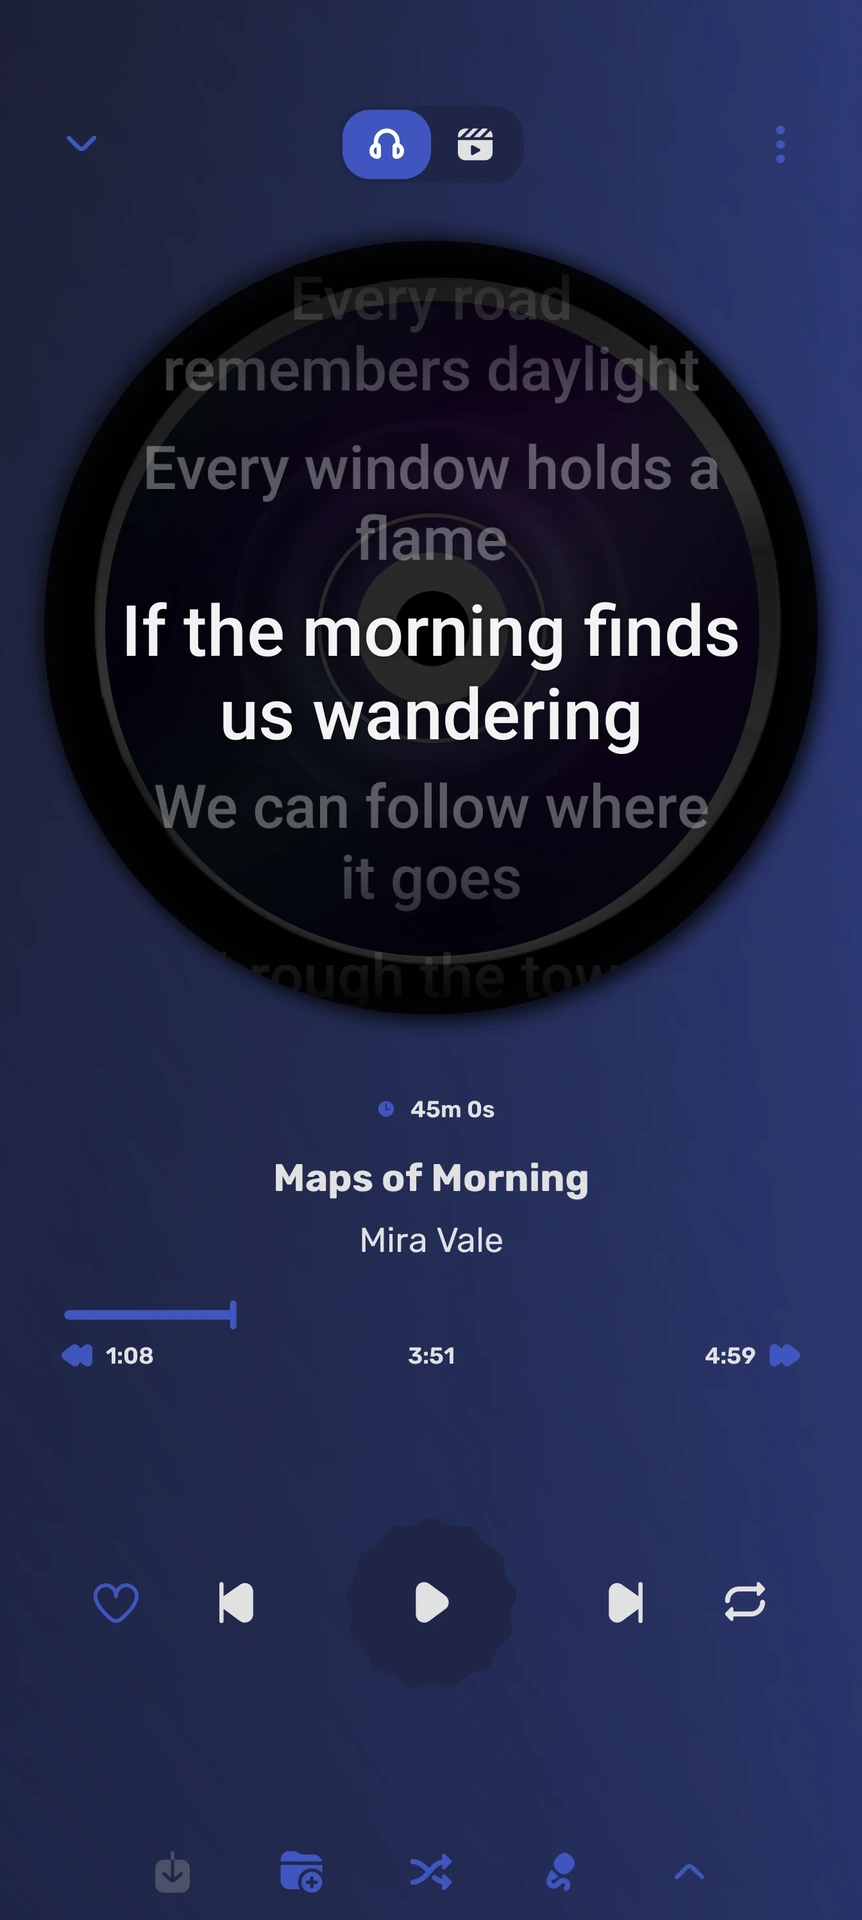 Every road
remembers daylight
Every window holds a
flame
If the morning finds
us wandering
We can follow where
it goes
the
45m 0s
Maps of Morning
Mira Vale
1:08 3:51 4:59